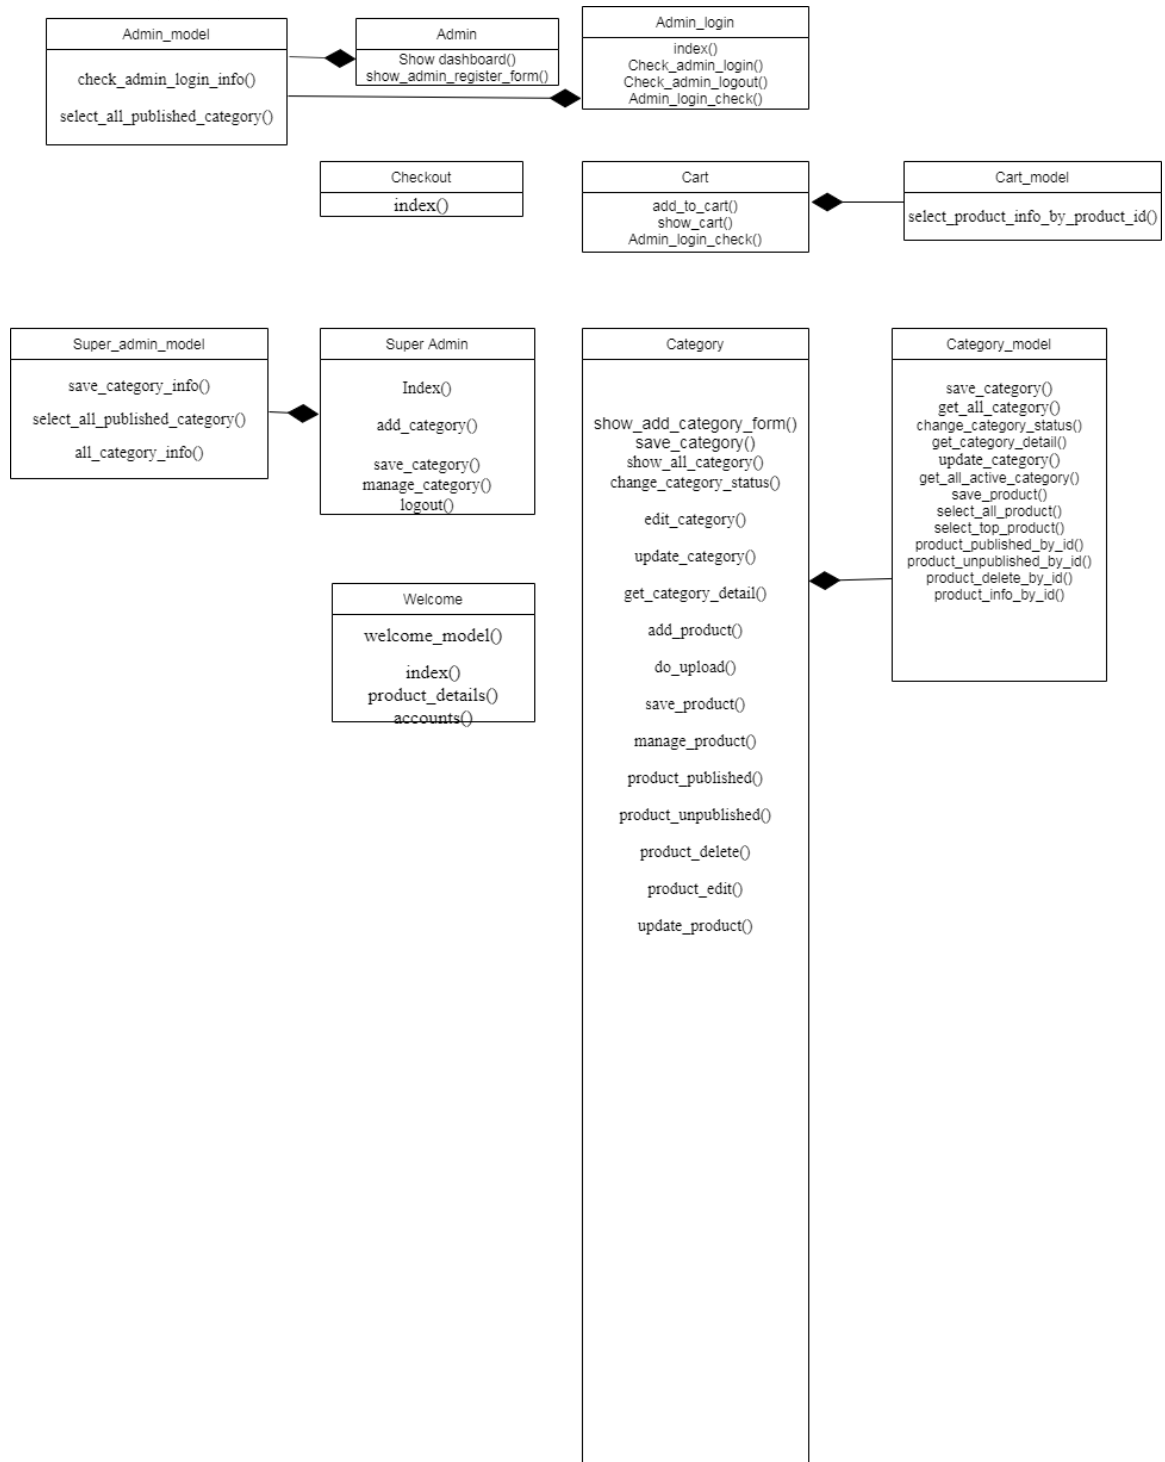 Admin_model
check_admin_login_info()
select_all_published_category()
Admin
Show dashboard()
show_admin_register_form()
Admin_login
index()
Check_admin_login()
Check_admin_logout()
Admin_login_check()
Checkout
index()
Cart
add_to_cart()
show_cart()
Admin_login_check()
Cart_model
select_product_info_by_product_id()
Super_admin_model
save_category_info()
select_all_published_category()
all_category_info()
Super Admin
Index()
add_category()
save_category()
manage_category()
logout()
Category
show_add_category_form()
save_category()
show_all_category()
change_category_status()
edit_category()
update_category()
get_category_detail()
add_product()
do_upload()
save_product()
manage_product()
product_published()
product_unpublished()
product_delete()
product_edit()
update_product()
Category_model
save_category()
get_all_category()
change_category_status()
get_category_detail()
update_category()
get_all_active_category()
save_product()
select_all_product()
select_top_product()
product_published_by_id()
product_unpublished_by_id()
product_delete_by_id()
product_info_by_id()
Welcome
welcome_model()
index()
product_details()
accounts()